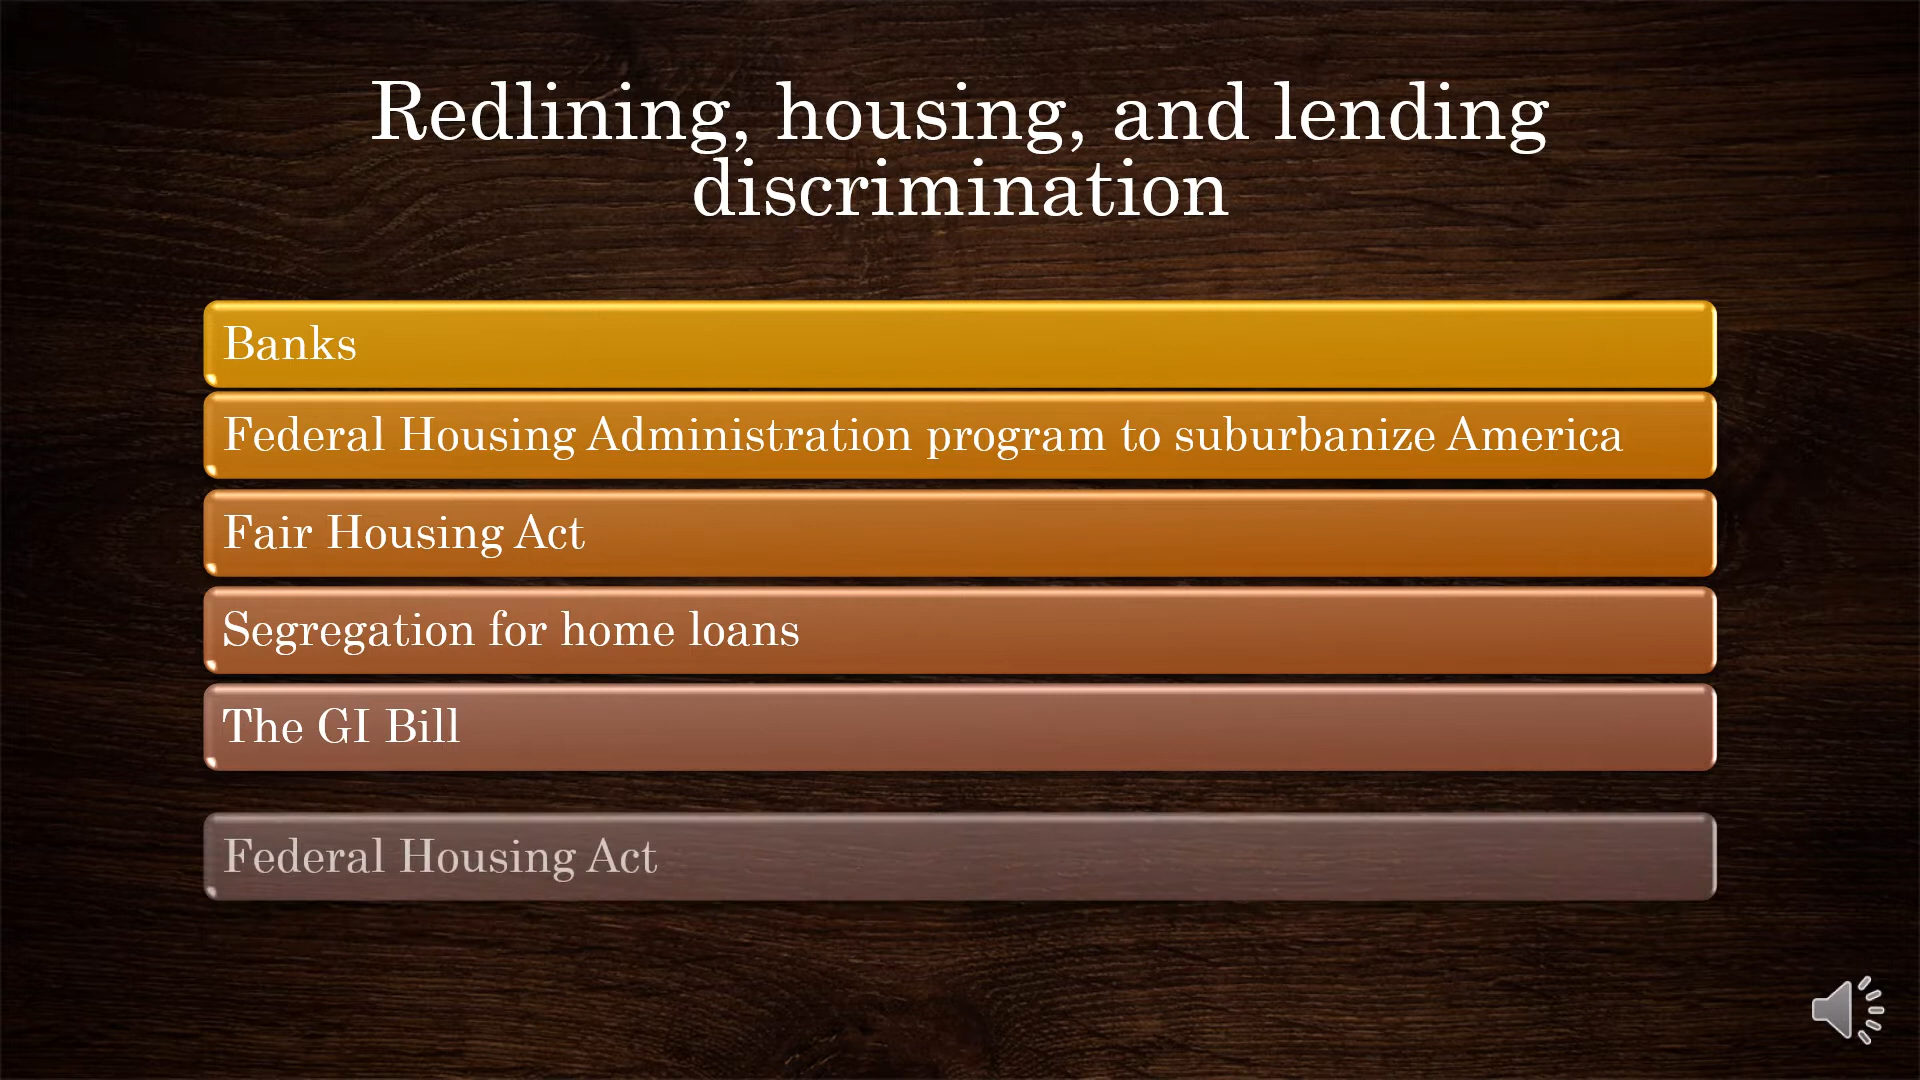 Redlining, housing, and lending
discrimination
Banks
Federal Housing Administration program to suburbanize America
Fair Housing Act
Segregation for home loans
The GI Bill
Federal Housing Act